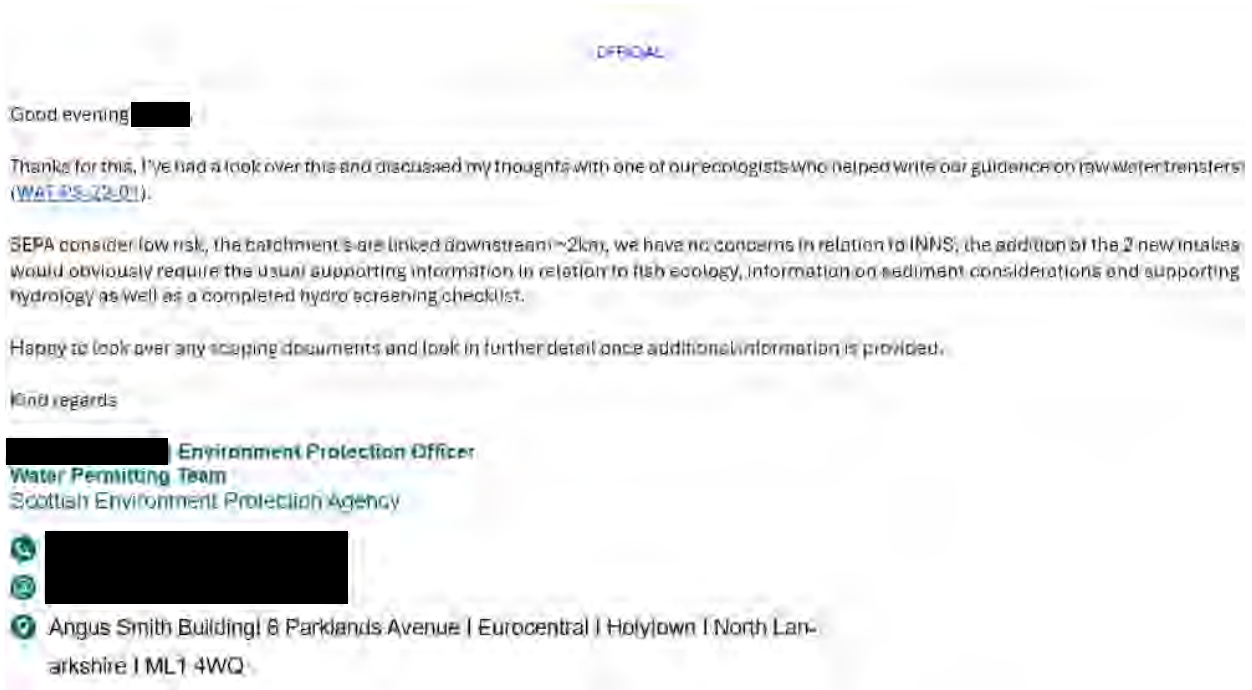 OFFICIAL
Good evening
Thanks for this, I've had a look over this and discussed my thoughts with one of our ecologists who helped write our guidance on raw water transfers
(WAT-PS-22-01).
SEPA consider low risk, the catchment's are linked downstream ~2km, we have no concerns in relation to INNS, the addition of the 2 new intakes
would obviously require the usual supporting information in relation to fish ecology, information on sediment considerations and supporting
hydrology as well as a completed hydro screening checklist.
Happy to look over any scoping documents and look in further detail once additional information is provided.
Kind regards
Environment Protection Officer
Water Permitting Team
Scottish Environment Protection Agency
Angus Smith Building| 6 Parklands Avenue | Eurocentral | Holytown | North Lan-
arkshire | ML1 4WQ